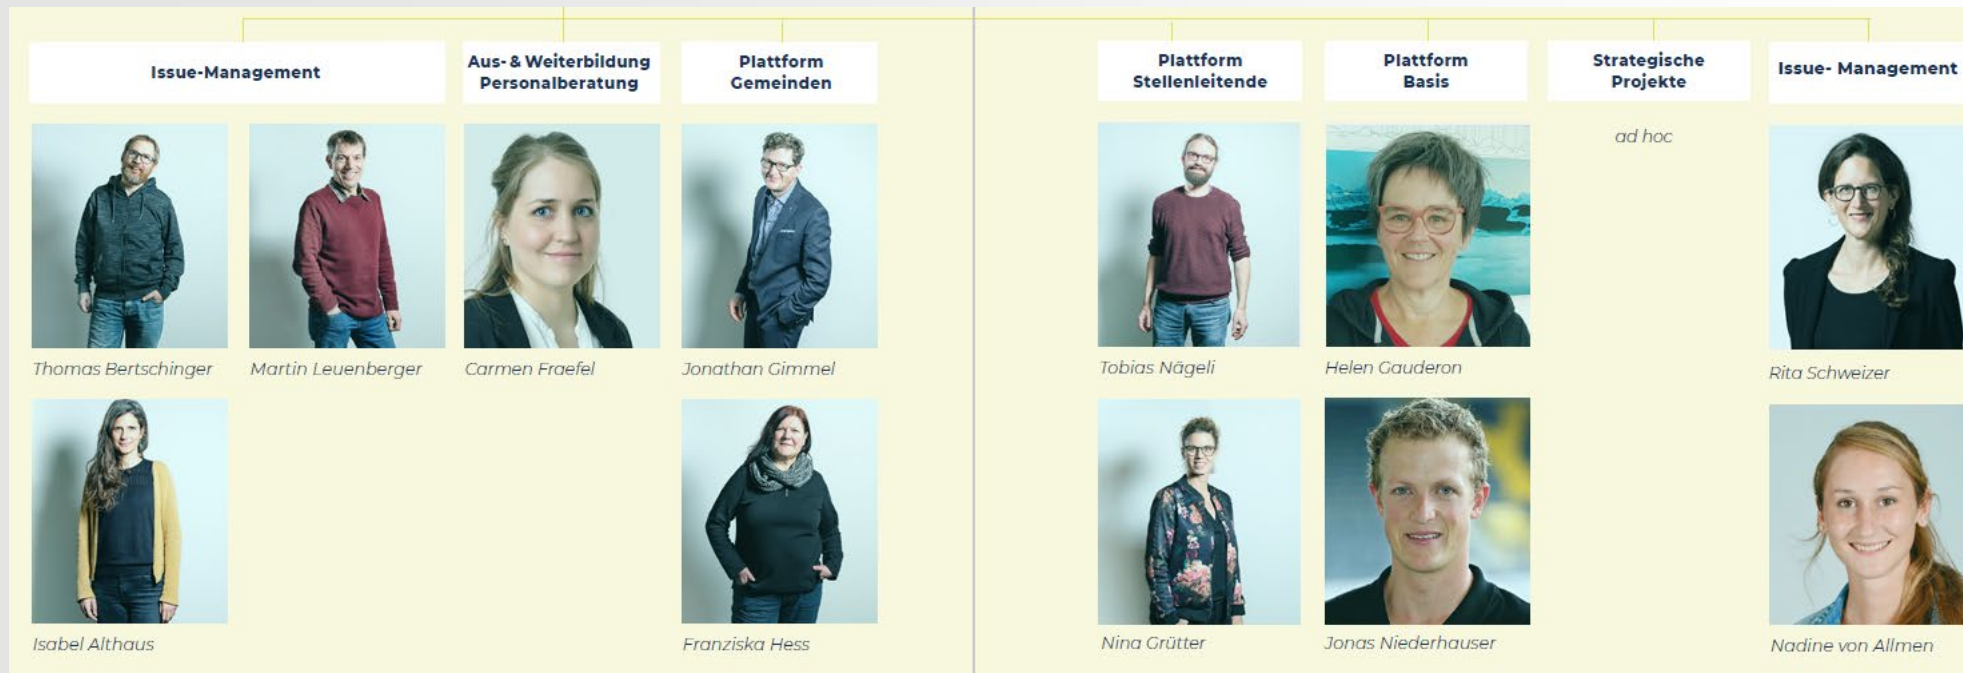 Issue-Management
Aus- & Weiterbildung
Personalberatung
Plattform
Gemeinden
Plattform
Stellenleitende
Plattform
Basis
Strategische
Projekte
Issue- Management
ad hoc
Thomas Bertschinger
Martin Leuenberger
Carmen Fraefel
Jonathan Gimmel
Tobias Nägeli
Helen Gauderon
Rita Schweizer
Isabel Althaus
Franziska Hess
Nina Grütter
Jonas Niederhauser
Nadine von Allmen